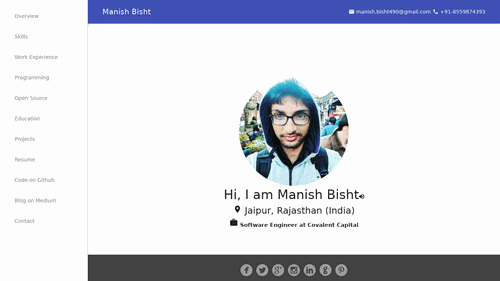 Manish Bisht
manish.bisht490@gmail.com +91-8559874393
Overview
Skills
Work Experience
Programming
Open Source
Education
Projects
Resume
Code on Github
Blog on Medium
Contact
Hi, I am Manish Bisht
Jaipur, Rajasthan (India)
Software Engineer at Covalent Capital